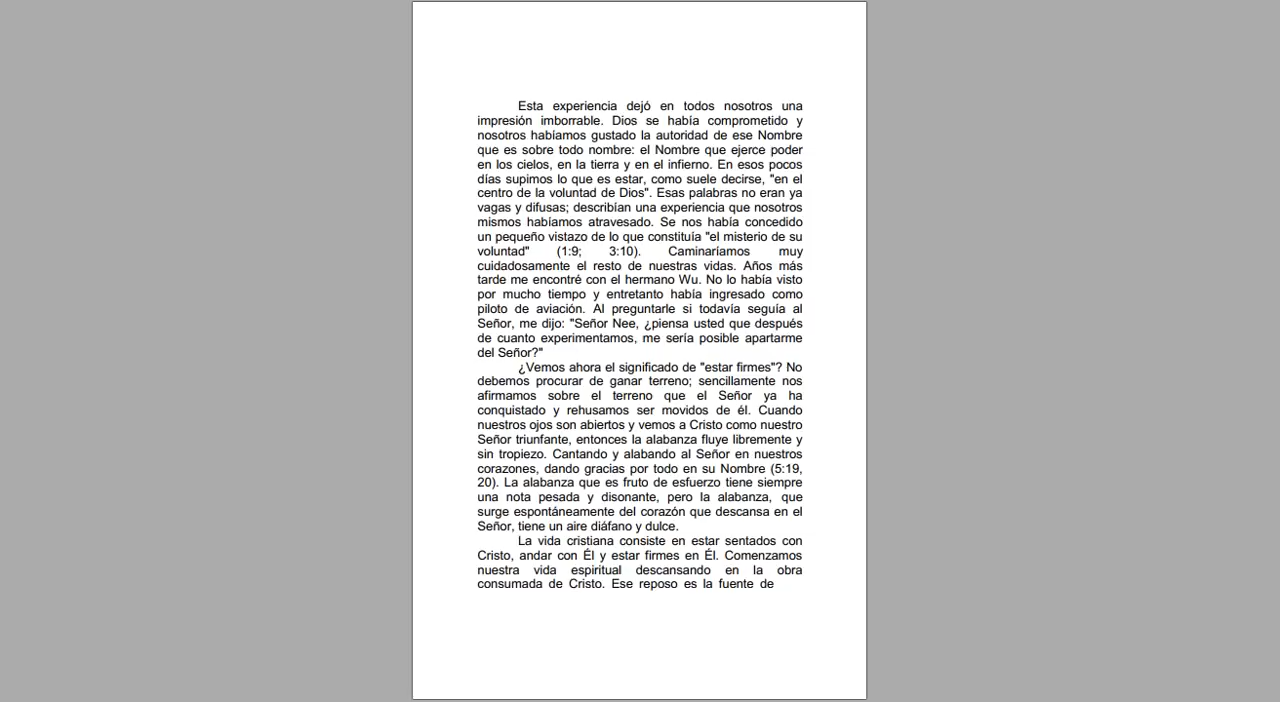 Esta experiencia dejó en todos nosotros una
impresión imborrable. Dios se había comprometido y
nosotros habíamos gustado la autoridad de ese Nombre
que es sobre todo nombre: el Nombre que ejerce poder
en los cielos, en la tierra y en el infierno. En esos pocos
días supimos lo que es estar, como suele decirse, "en el
centro de la voluntad de Dios". Esas palabras no eran ya
vagas y difusas; describían una experiencia que nosotros
mismos habíamos atravesado. Se nos había concedido
un pequeño vistazo de lo que constituía "el misterio de su
voluntad" (1:9; 3:10). Caminaríamos muy
cuidadosamente el resto de nuestras vidas. Años más
tarde me encontré con el hermano Wu. No lo había visto
por mucho tiempo y entretanto había ingresado como
piloto de aviación. Al preguntarle si todavía seguía al
Señor, me dijo: "Señor Nee, ¿piensa usted que después
de cuanto experimentamos, me sería posible apartarme
del Señor?"
¿Vemos ahora el significado de "estar firmes"? No
debemos procurar de ganar terreno; sencillamente nos
afirmamos sobre el terreno que el Señor ya ha
conquistado y rehusamos ser movidos de él. Cuando
nuestros ojos son abiertos y vemos a Cristo como nuestro
Señor triunfante, entonces la alabanza fluye libremente y
sin tropiezo. Cantando y alabando al Señor en nuestros
corazones, dando gracias por todo en su Nombre (5:19,
20). La alabanza que es fruto de esfuerzo tiene siempre
una nota pesada y disonante, pero la alabanza, que
surge espontáneamente del corazón que descansa en el
Señor, tiene un aire diáfano y dulce.
La vida cristiana consiste en estar sentados con
Cristo, andar con Él y estar firmes en Él. Comenzamos
nuestra vida espiritual descansando en la obra
consumada de Cristo. Ese reposo es la fuente de